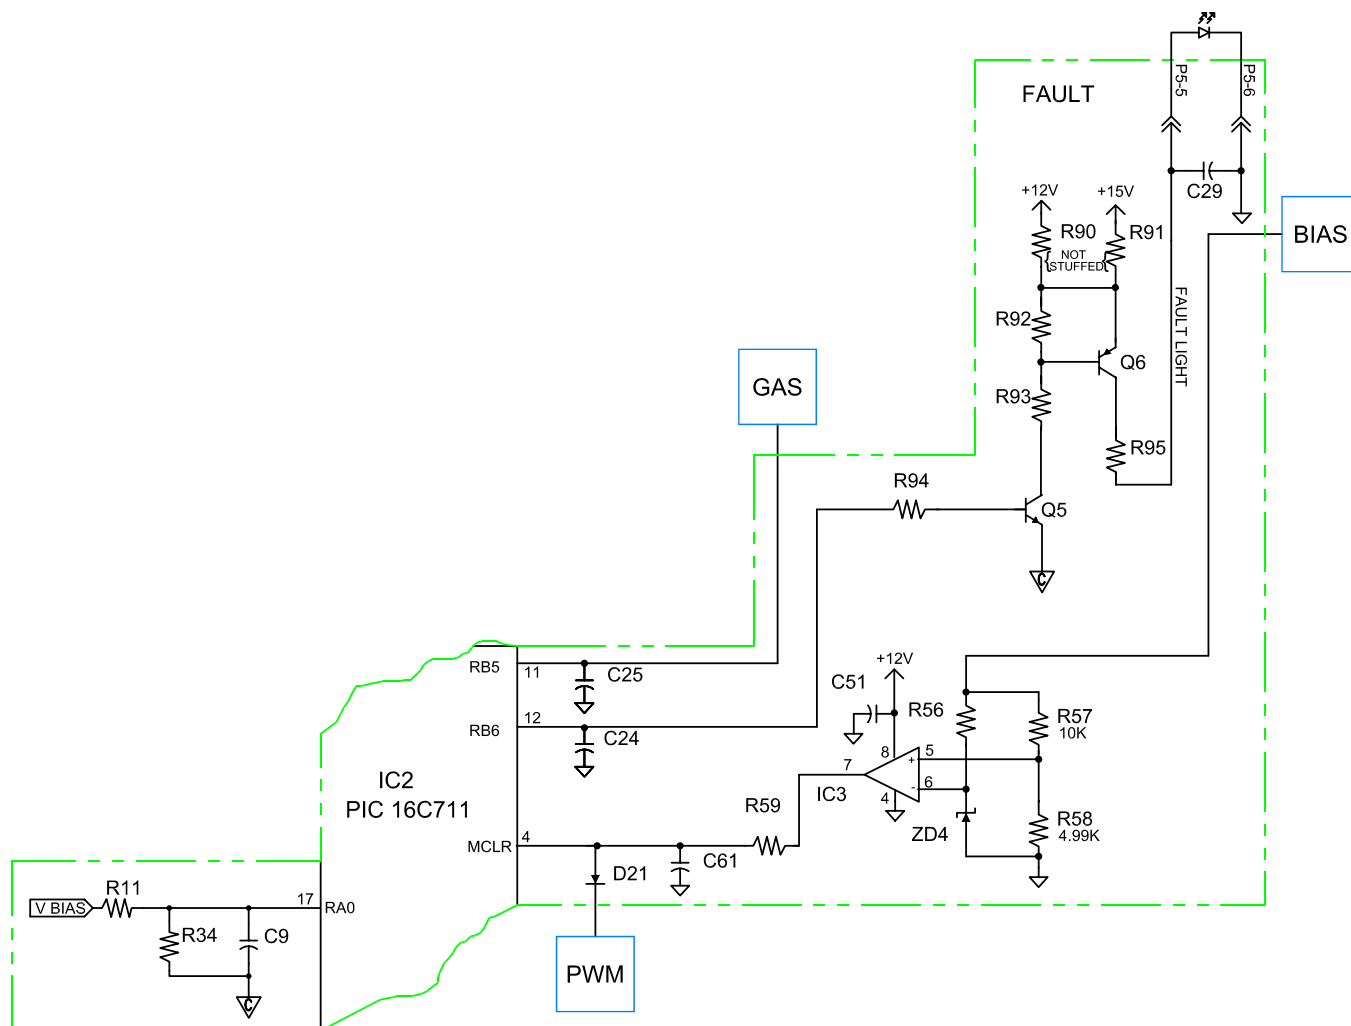 FAULT
P5-5
P5-6
C29
+12V
+15V
R90
R91
{ NOT
STUFFED {
BIAS
FAULT LIGHT
R92
Q6
R93
R95
GAS
R94
Q5
C
RB5
11
C25
RB6
12
C24
+12V
C51
R56
R57
10K
8
5
7
+
IC3
4
6
-
R58
4.99K
ZD4
IC2
PIC 16C711
R59
MCLR
4
C61
D21
R11
17
V BIAS
RA0
R34
C9
C
PWM